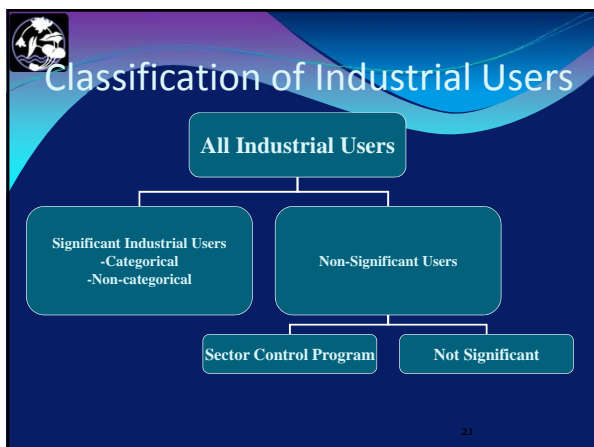 Classification of Industrial Users
All Industrial Users
Significant Industrial Users
-Categorical
-Non-categorical
Non-Significant Users
Sector Control Program
Not Significant
21